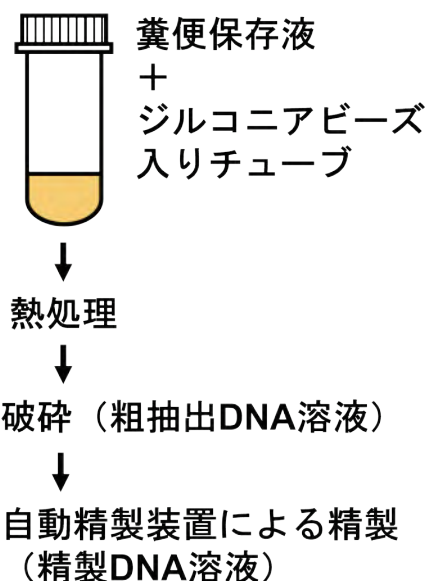 糞便保存液
＋
ジルコニアビーズ
入りチューブ
熱処理
破砕（粗抽出DNA溶液）
自動精製装置による精製
（精製DNA溶液）